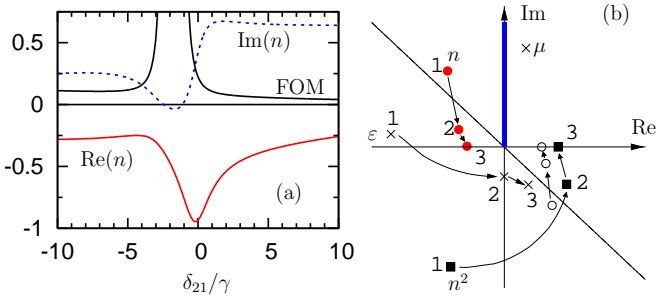 0.5
0
-0.5
-1
-10
-5
0
5
10
δ21/γ
Im(n)
FOM
Re(n)
(a)
Im
(b)
Re
μ
1 n
2
3
ε 1
2 3
3
2
1
n²